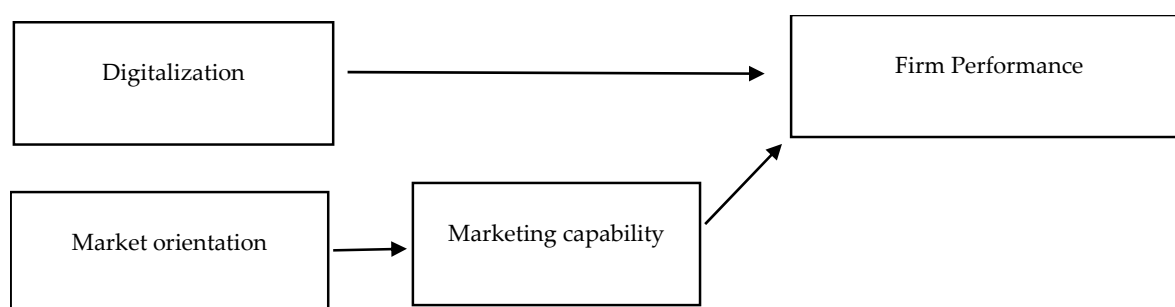 Digitalization
Firm Performance
Market orientation
Marketing capability